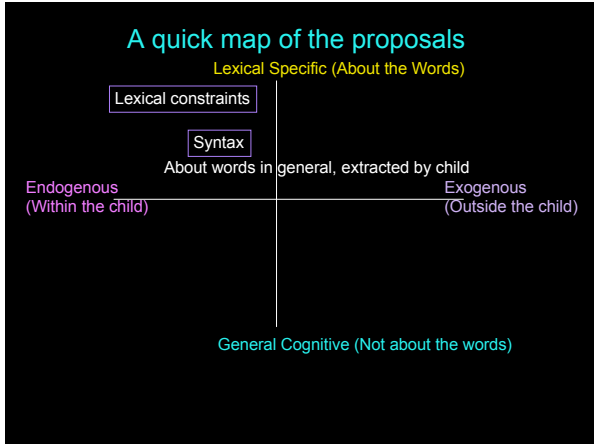 A quick map of the proposals
Lexical Specific (About the Words)
Lexical constraints
Syntax
About words in general, extracted by child
Endogenous
(Within the child)
Exogenous
(Outside the child)
General Cognitive (Not about the words)